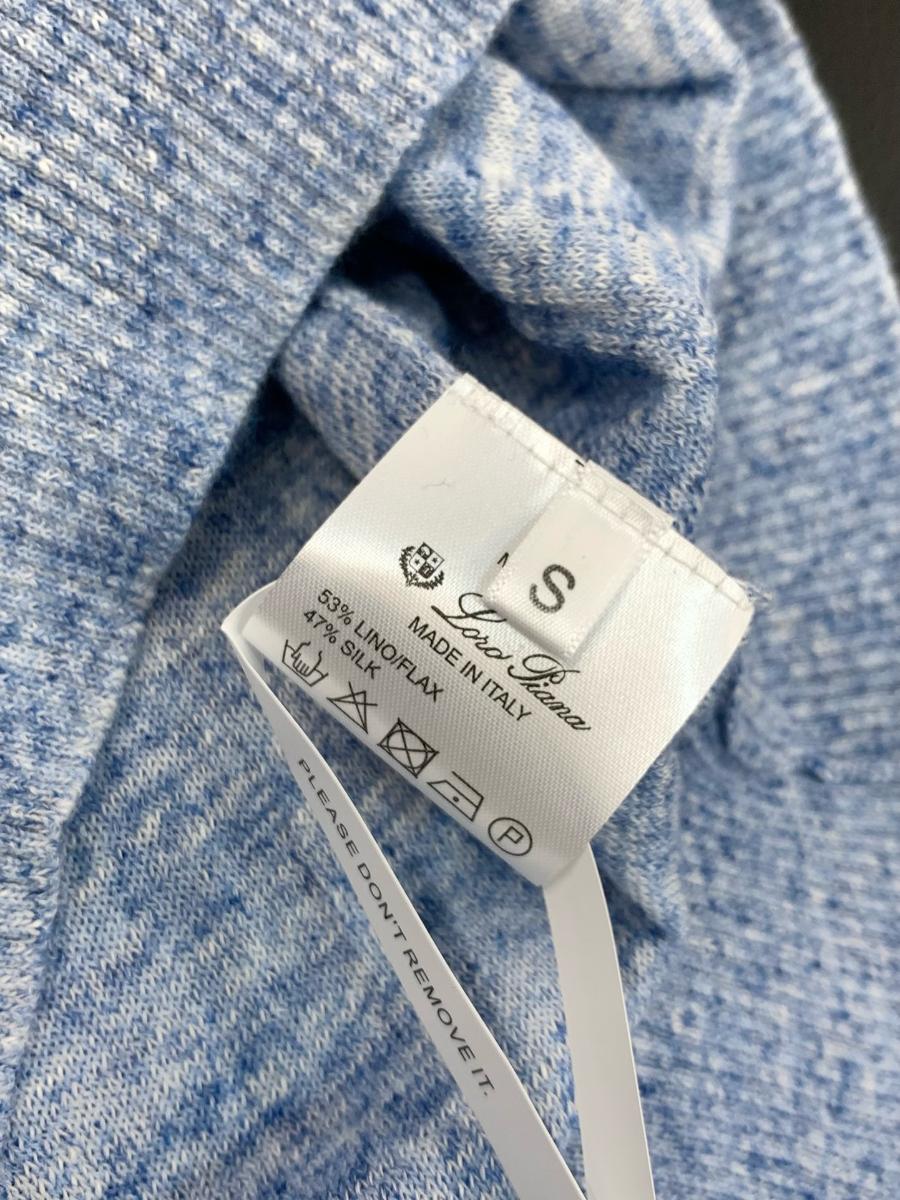 S
Loro Piana
MADE IN ITALY
53% LINO/FLAX
47% SILK
P
PLEASE DON'T REMOVE IT.